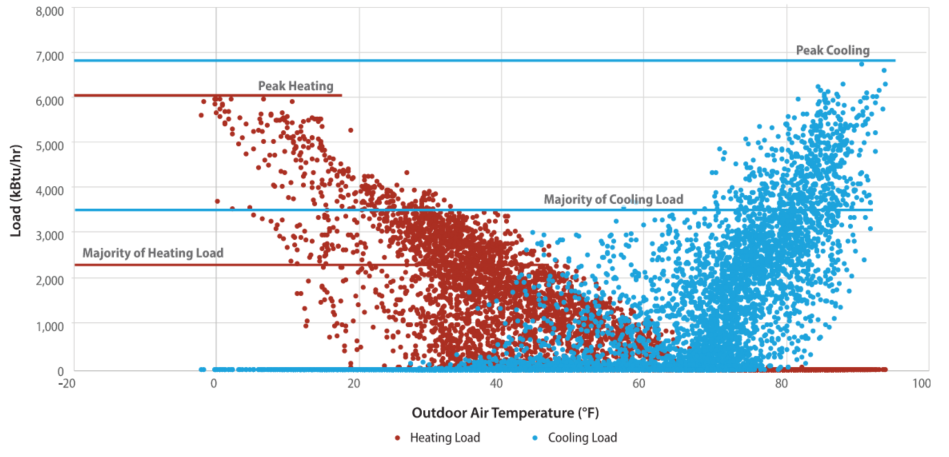 8,000
7,000
6,000
5,000
4,000
3,000
2,000
1,000
0
Load (kBtu/hr)
Peak Cooling
Peak Heating
Majority of Cooling Load
Majority of Heating Load
–20 0 20 40 60 80 100
Outdoor Air Temperature (°F)
Heating Load Cooling Load